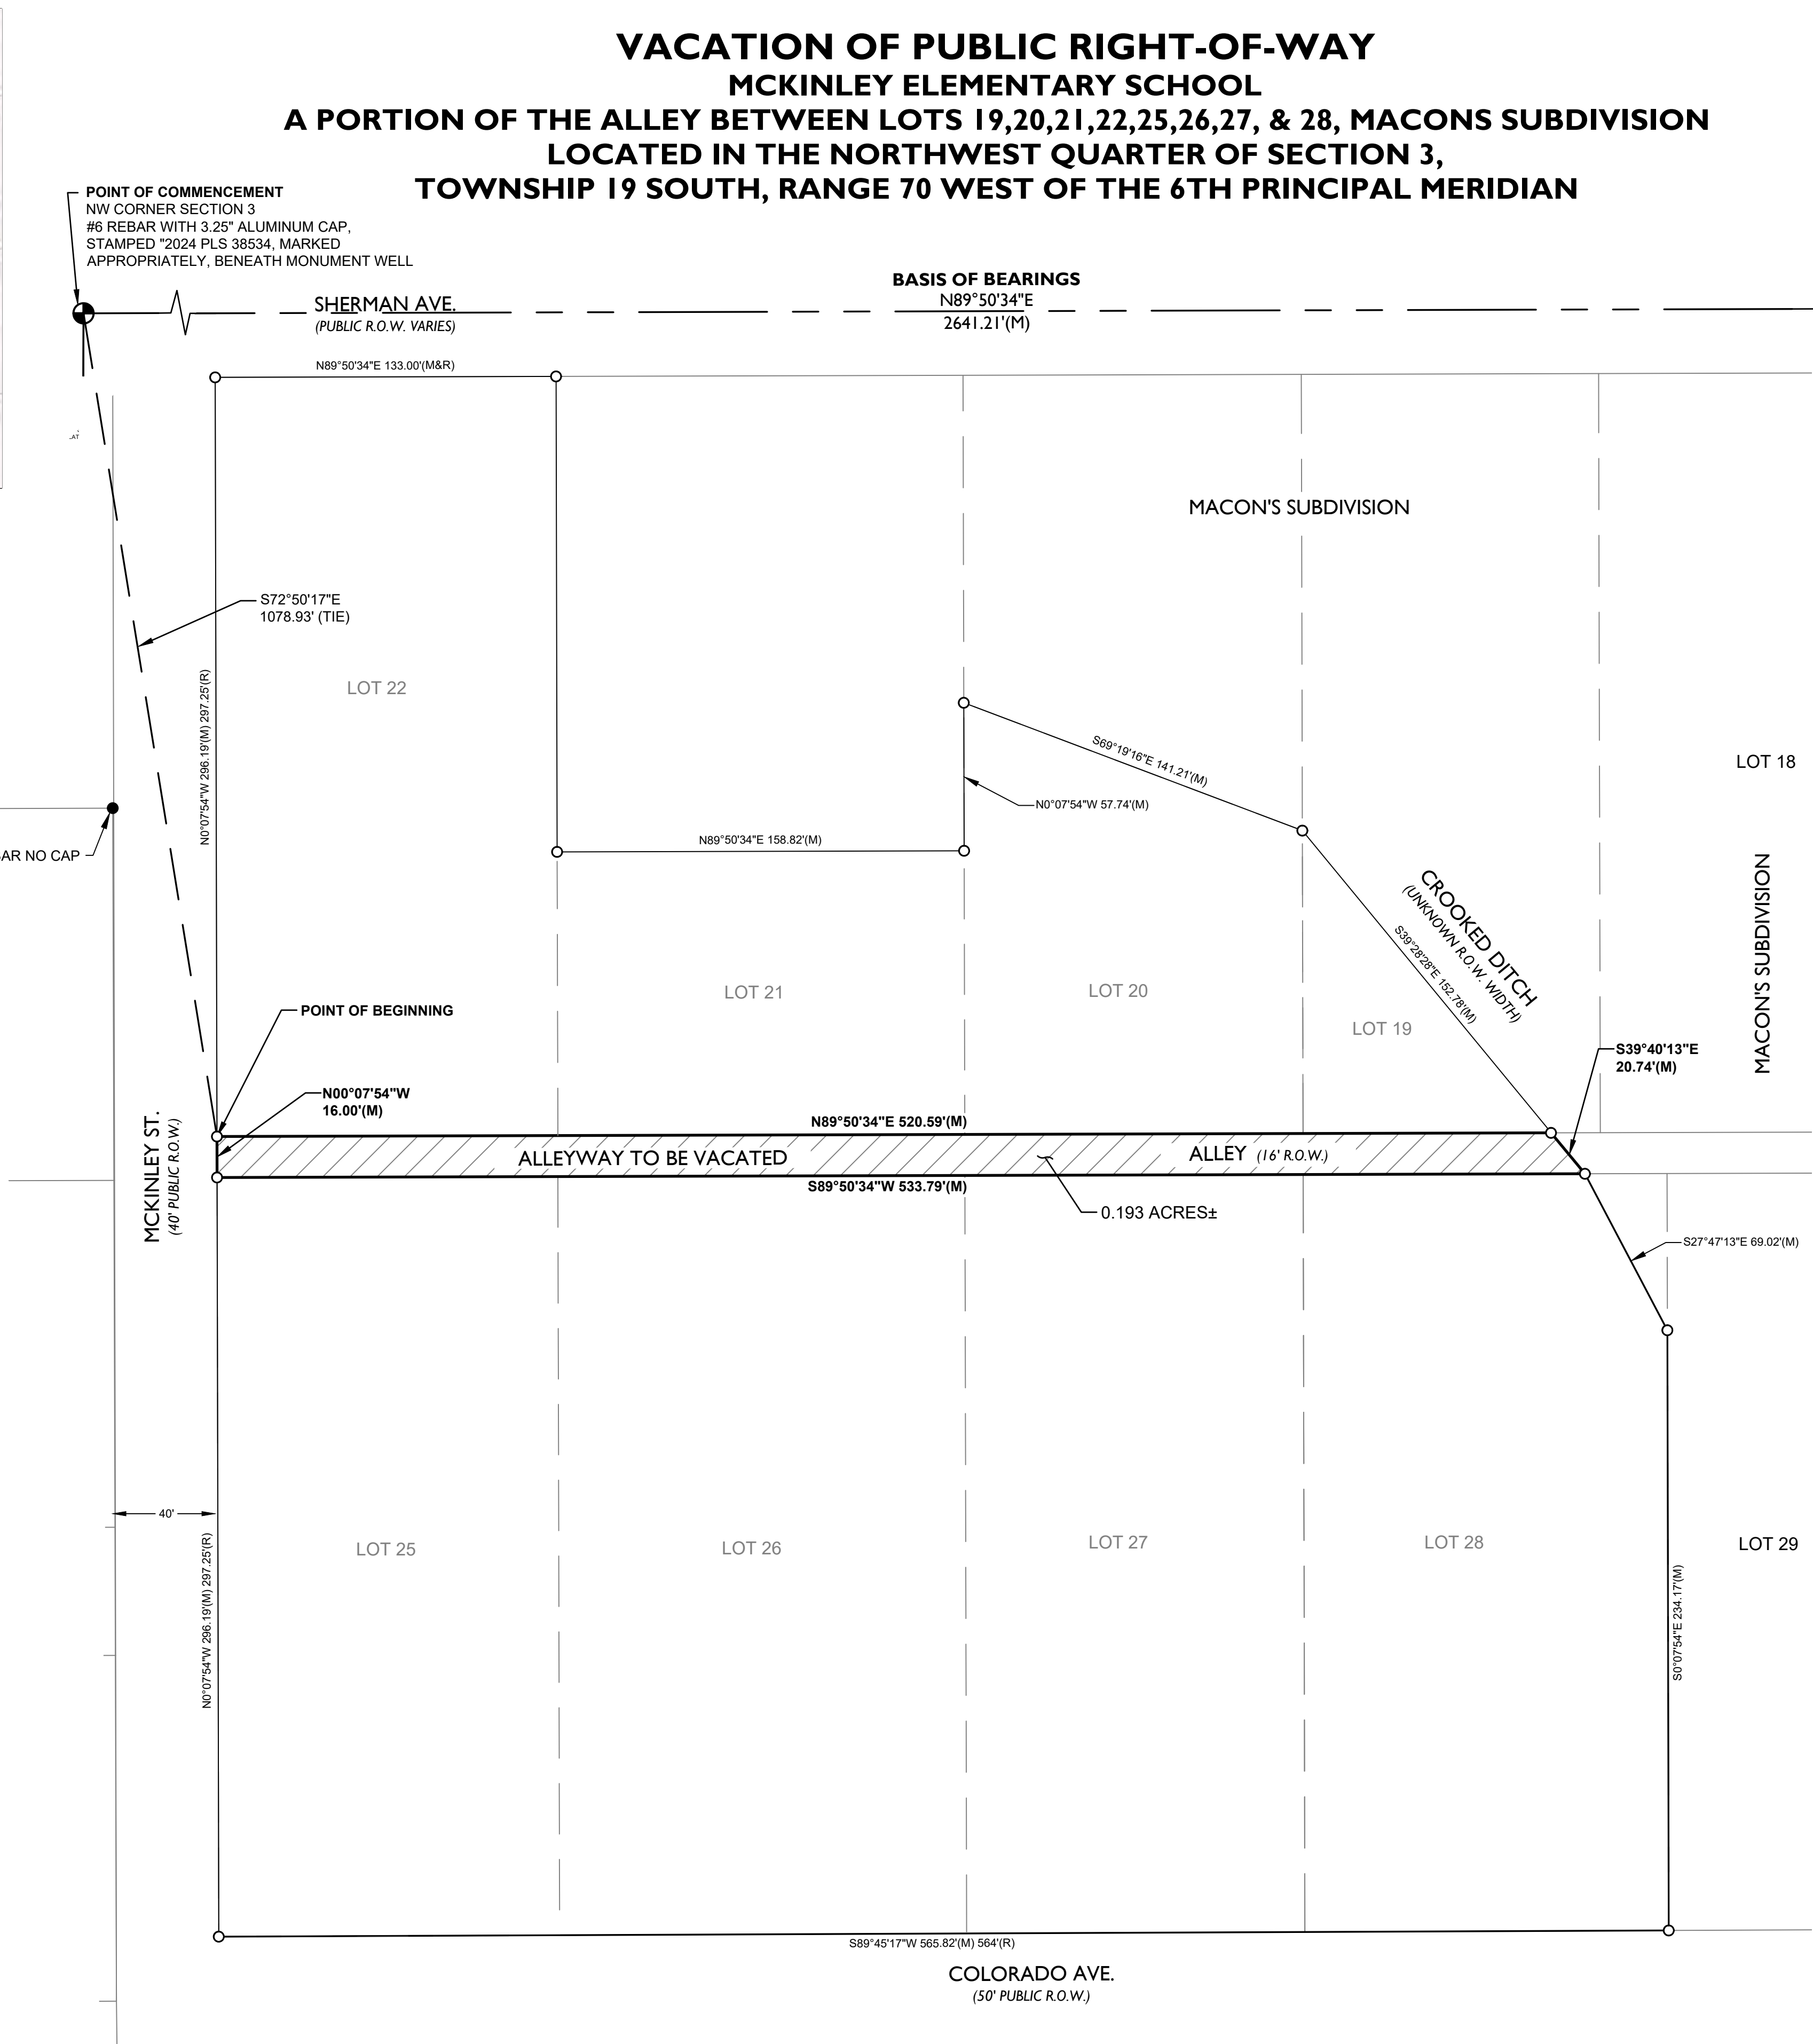 VACATION OF PUBLIC RIGHT-OF-WAY
MCKINLEY ELEMENTARY SCHOOL
A PORTION OF THE ALLEY BETWEEN LOTS 19,20,21,22,25,26,27, & 28, MACONS SUBDIVISION
LOCATED IN THE NORTHWEST QUARTER OF SECTION 3,
TOWNSHIP 19 SOUTH, RANGE 70 WEST OF THE 6TH PRINCIPAL MERIDIAN
POINT OF COMMENCEMENT
NW CORNER SECTION 3
#6 REBAR WITH 3.25" ALUMINUM CAP,
STAMPED "2024 PLS 38534, MARKED
APPROPRIATELY, BENEATH MONUMENT WELL
BASIS OF BEARINGS
N89°50'34"E
2641.21'(M)
SHERMAN AVE.
(PUBLIC R.O.W. VARIES)
N89°50'34"E 133.00'(M&R)
LAT
MACON'S SUBDIVISION
S72°50'17"E
1078.93' (TIE)
N0°07'54"W 296.19'(M) 297.25'(R)
LOT 22
S69°19'16"E 141.21'(M)
LOT 18
N0°07'54"W 57.74'(M)
N89°50'34"E 158.82'(M)
AR NO CAP
CROOKED DITCH
(UNKNOWN R.O.W. WIDTH)
S39°28'28"E 152.78'(M)
MACON'S SUBDIVISION
LOT 21
LOT 20
LOT 19
POINT OF BEGINNING
S39°40'13"E
20.74'(M)
N00°07'54"W
16.00'(M)
N89°50'34"E 520.59'(M)
ALLEYWAY TO BE VACATED
ALLEY (16' R.O.W.)
S89°50'34"W 533.79'(M)
0.193 ACRES±
MCKINLEY ST.
(40' PUBLIC R.O.W.)
S27°47'13"E 69.02'(M)
40'
N0°07'54"W 296.19'(M) 297.25'(R)
LOT 25
LOT 26
LOT 27
LOT 28
LOT 29
S0°07'54"E 234.17'(M)
S89°45'17"W 565.82'(M) 564'(R)
COLORADO AVE.
(50' PUBLIC R.O.W.)